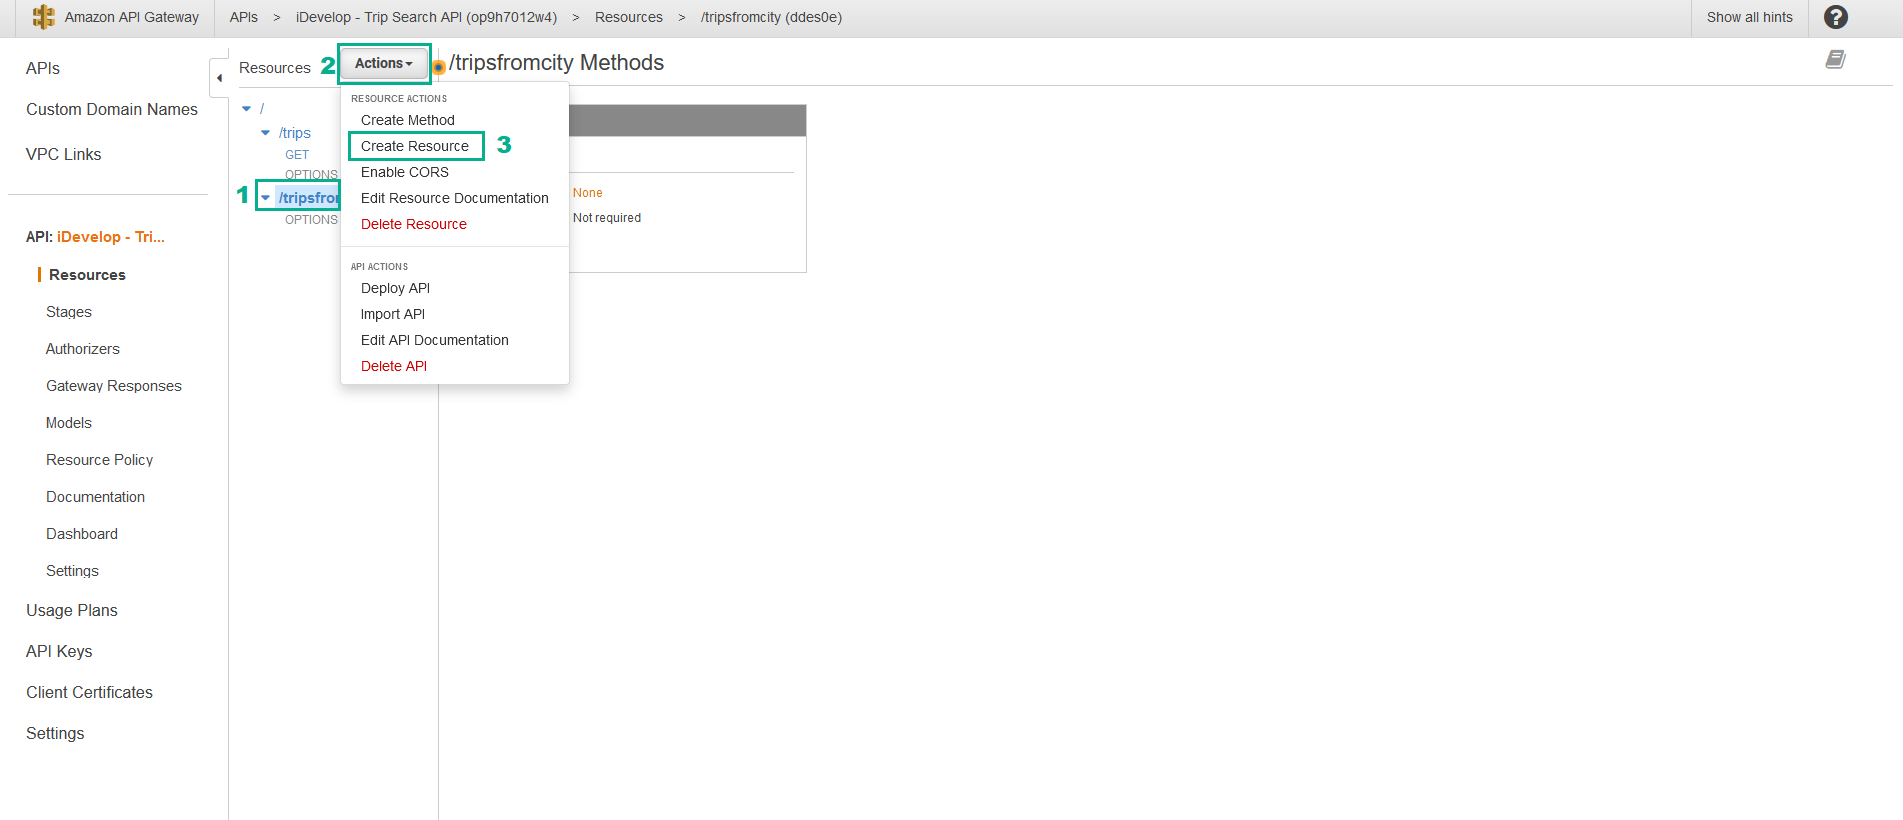 Amazon API Gateway
APIs > iDevelop - Trip Search API (op9h7012w4) > Resources > /tripsfromcity (ddes0e)
Show all hints
?
APIs
Custom Domain Names
VPC Links
API: iDevelop - Tri...
Resources
Stages
Authorizers
Gateway Responses
Models
Resource Policy
Documentation
Dashboard
Settings
Usage Plans
API Keys
Client Certificates
Settings
Resources 2 Actions
/
/trips
GET
OPTIONS
1 /tripsfro
OPTIONS
RESOURCE ACTIONS
Create Method
Create Resource 3
Enable CORS
Edit Resource Documentation
Delete Resource
API ACTIONS
Deploy API
Import API
Edit API Documentation
Delete API
/tripsfromcity Methods
None
Not required